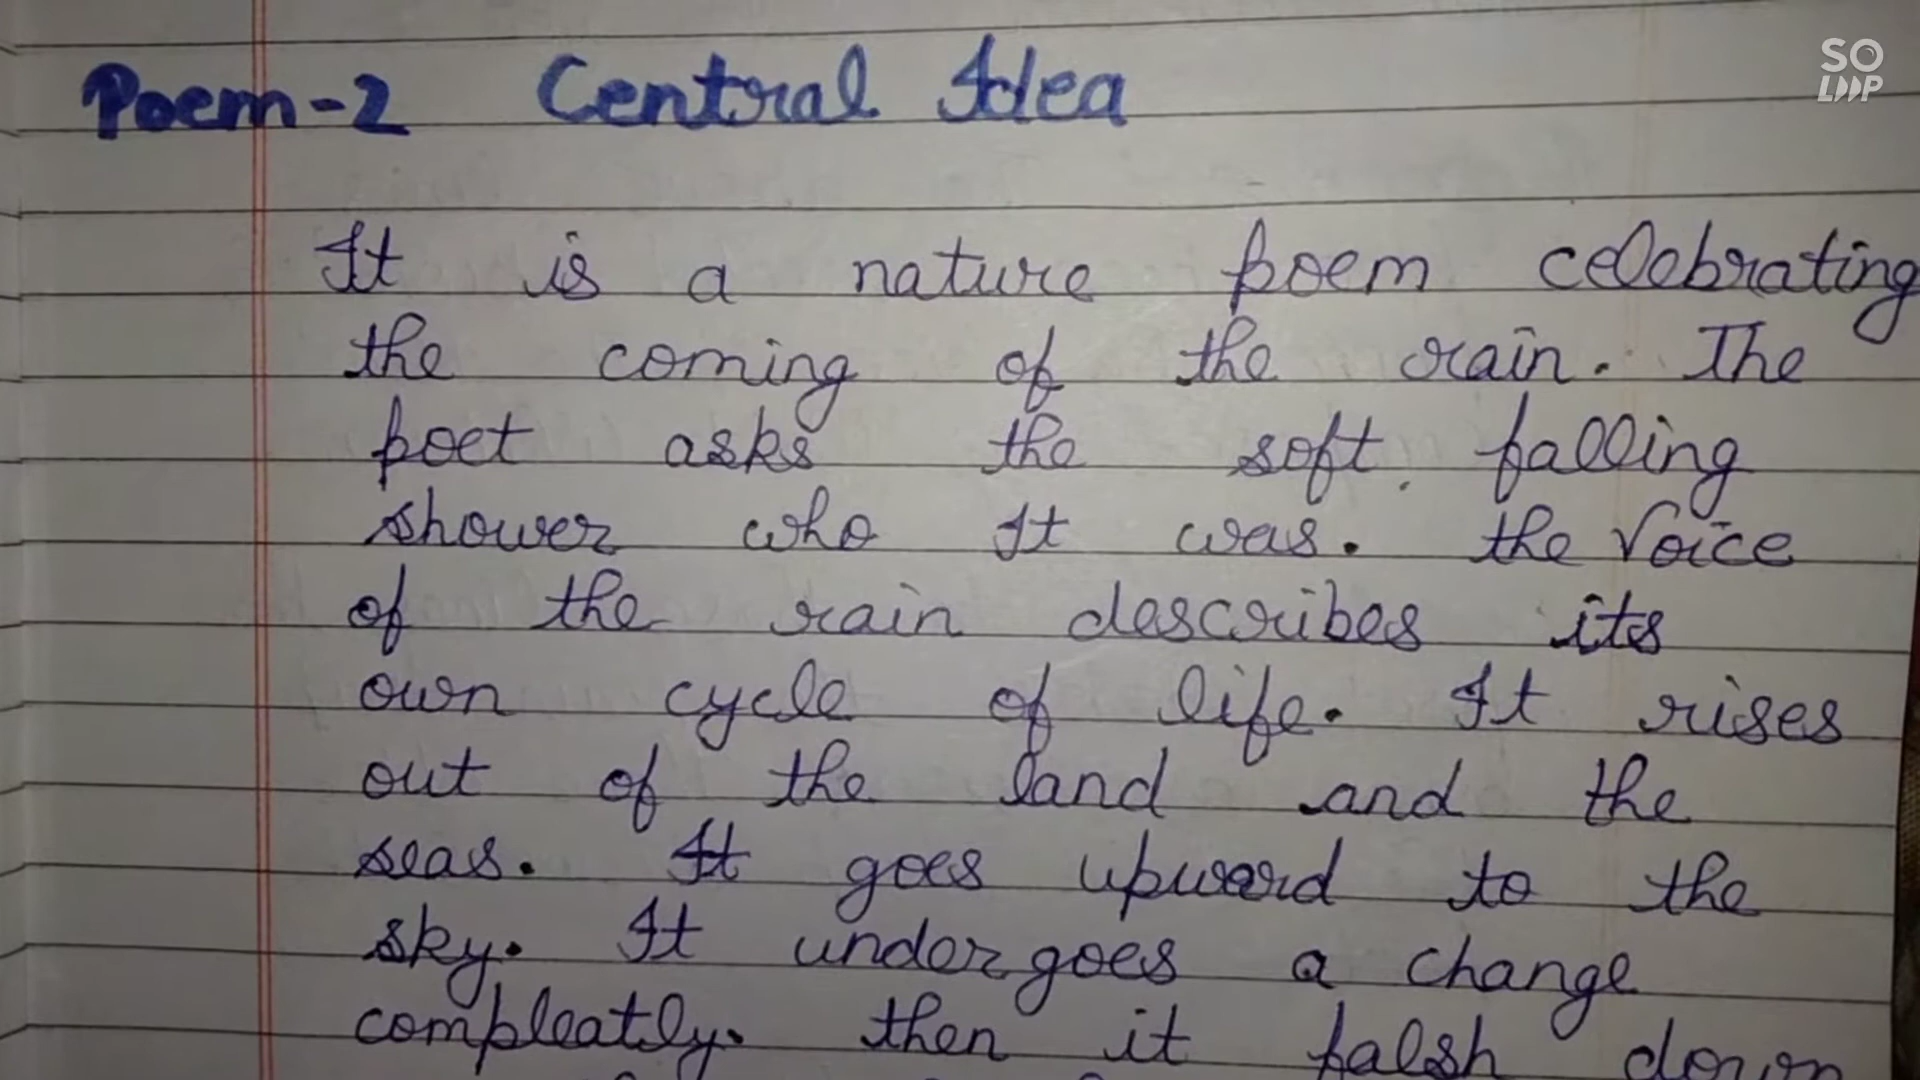 SO
LOOP
Poem-2 Central Idea
It is a nature poem celebrating
the coming of the rain. The
poet asks the soft falling
shower who It was. the Voice
of the rain describes its
own cycle of life. It rises
out of the land and the
seas. It goes upward to the
sky. It undergoes a change
compleatly. then it falsh down